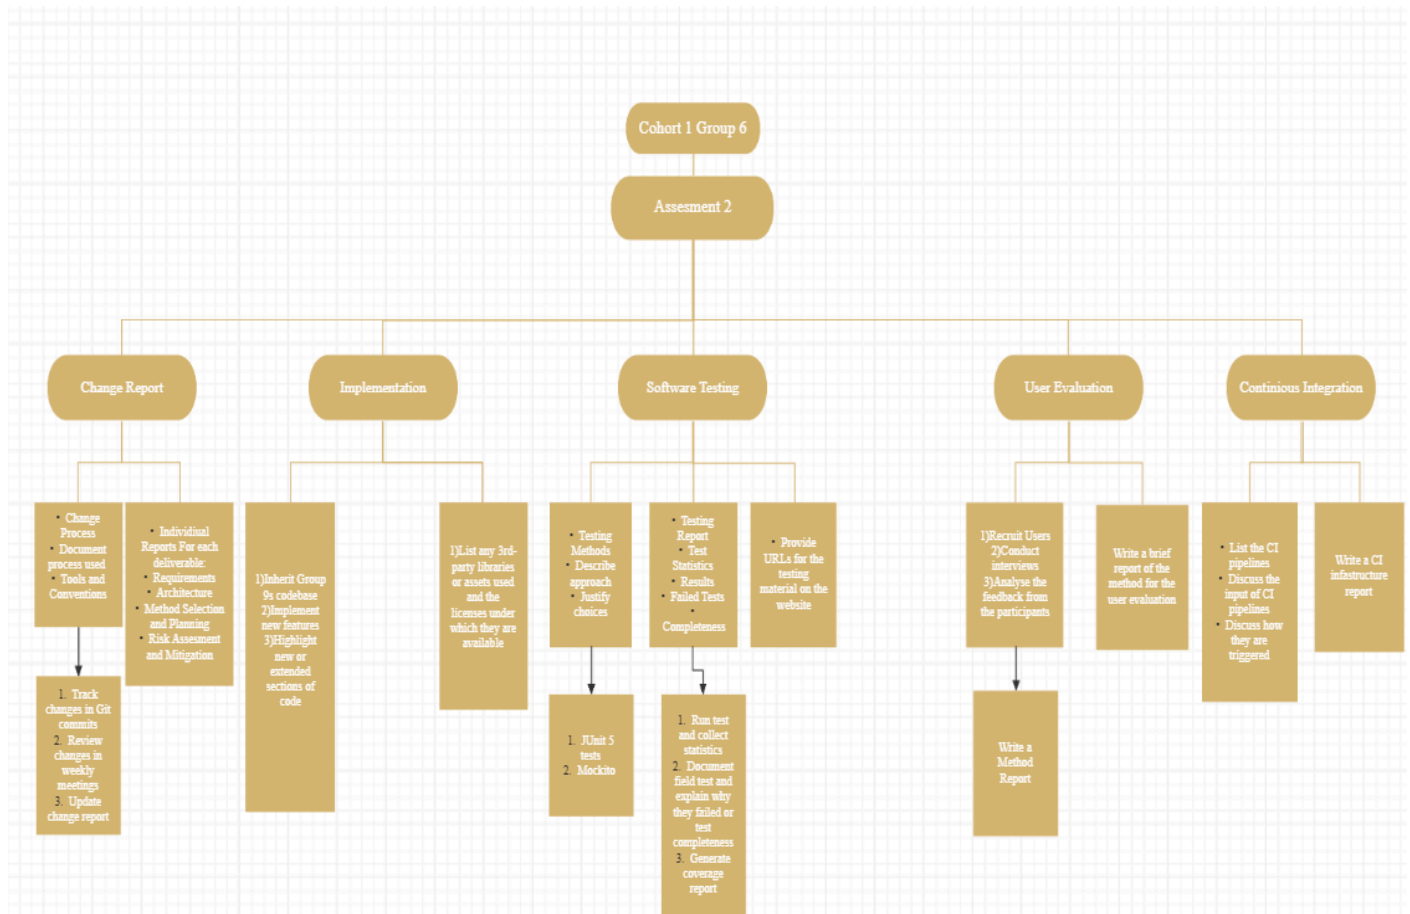 Cohort 1 Group 6
Assesment 2
Change Report
Implementation
Software Testing
User Evaluation
Continious Integration
• Change
Process
• Document
process used
• Tools and
Conventions
• Individiual
Reports For each
deliverable:
• Requirements
• Architecture
• Method Selection
and Planning
• Risk Assesment
and Mitigation
1)Inherit Group
9s codebase
2)Implement
new features
3)Highlight
new or
extended
sections of
code
1)List any 3rd-
party libraries
or assets used
and the
licenses under
which they are
available
• Testing
Methods
• Describe
approach
• Justify
choices
• Testing
Report
• Test
Statistics
• Results
• Failed Tests
•
Completeness
• Provide
URLs for the
testing
material on the
website
1)Recruit Users
2)Conduct
interviews
3)Analyse the
feedback from
the participants
Write a brief
report of the
method for the
user evaluation
• List the CI
pipelines
• Discuss the
input of CI
pipelines
• Discuss how
they are
triggered
Write a CI
infastructure
report
1. Track
changes in Git
commits
2. Review
changes in
weekly
meetings
3. Update
change report
1. JUnit 5
tests
2. Mockito
1. Run test
and collect
statistics
2. Document
field test and
explain why
they failed or
test
completeness
3. Generate
coverage
report
Write a
Method
Report